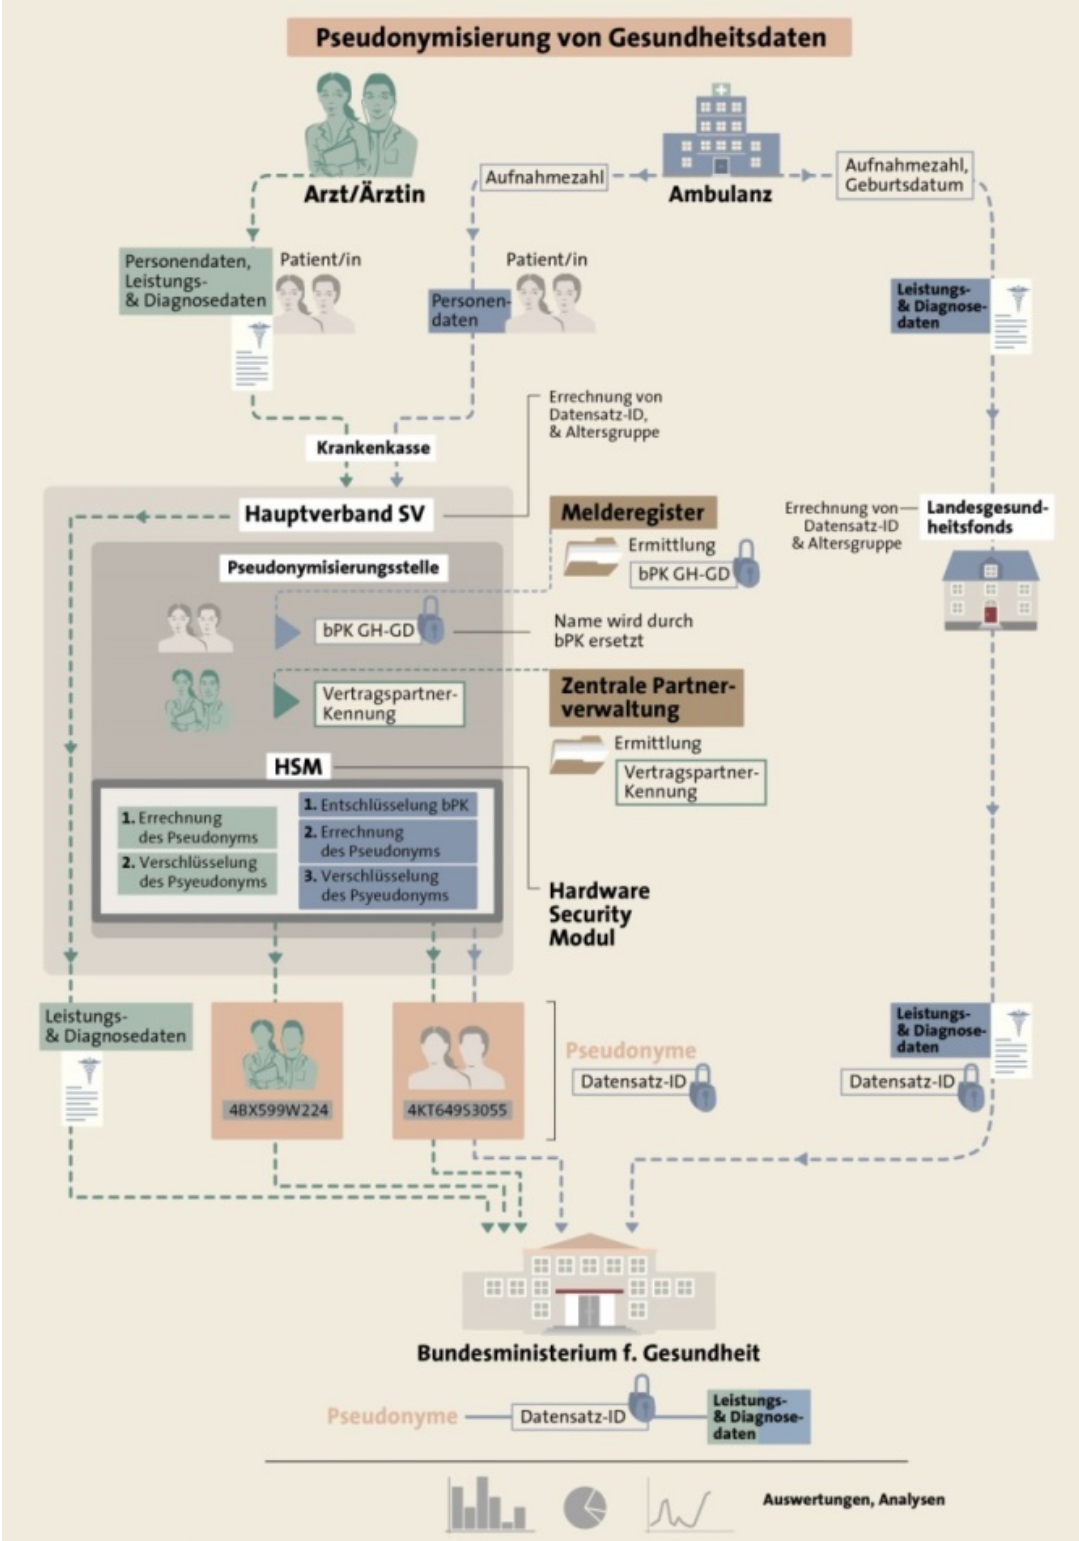 Pseudonymisierung von Gesundheitsdaten
Arzt/Ärztin
Aufnahmezahl
Ambulanz
Aufnahmezahl,
Geburtsdatum
Personendaten,
Leistungs-
& Diagnosedaten
Patient/in
Personen-
daten
Patient/in
Leistungs-
& Diagnose-
daten
Errechnung von
Datensatz-ID,
& Altersgruppe
Krankenkasse
Hauptverband SV
Melderegister
Ermittlung
bPK GH-GD
Errechnung von
Datensatz-ID
& Altersgruppe
Landesgesund-
heitsfonds
Pseudonymisierungsstelle
bPK GH-GD
Name wird durch
bPK ersetzt
Vertragspartner-
Kennung
Zentrale Partner-
verwaltung
Ermittlung
Vertragspartner-
Kennung
HSM
1. Errechnung
des Pseudonyms
2. Verschlüsselung
des Psyeudonyms
1. Entschlüsselung bPK
2. Errechnung
des Pseudonyms
3. Verschlüsselung
des Psyeudonyms
Hardware
Security
Modul
Leistungs-
& Diagnosedaten
4BX599W224
4KT649S3055
Pseudonyme
Datensatz-ID
Leistungs-
& Diagnose-
daten
Datensatz-ID
Bundesministerium f. Gesundheit
Pseudonyme
Datensatz-ID
Leistungs-
& Diagnose-
daten
Auswertungen, Analysen